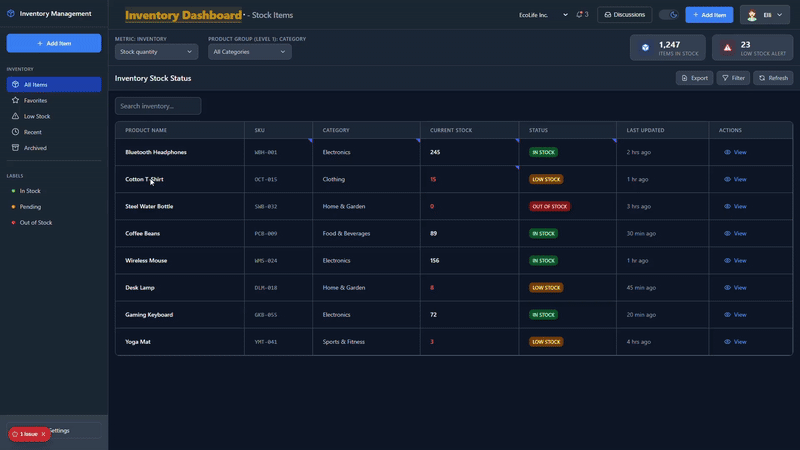 Inventory Management
Inventory Dashboard - Stock Items
EcoLife Inc.
3
Discussions
+ Add Item
Elli
+ Add Item
METRIC: INVENTORY
Stock quantity
PRODUCT GROUP (LEVEL 1): CATEGORY
All Categories
1,247
ITEMS IN STOCK
23
LOW STOCK ALERT
INVENTORY
All Items
Favorites
Low Stock
Recent
Archived
LABELS
In Stock
Pending
Out of Stock
Inventory Stock Status
Export
Filter
Refresh
Search inventory...
PRODUCT NAME SKU CATEGORY CURRENT STOCK STATUS LAST UPDATED ACTIONS
Bluetooth Headphones WBH-001 Electronics 245 IN STOCK 2 hrs ago View
Cotton T-Shirt OCT-015 Clothing 15 LOW STOCK 1 hr ago View
Steel Water Bottle SWB-032 Home & Garden 0 OUT OF STOCK 3 hrs ago View
Coffee Beans PCB-009 Food & Beverages 89 IN STOCK 30 min ago View
Wireless Mouse WMS-024 Electronics 156 IN STOCK 1 hr ago View
Desk Lamp DLM-018 Home & Garden 8 LOW STOCK 45 min ago View
Gaming Keyboard GKB-055 Electronics 72 IN STOCK 20 min ago View
Yoga Mat YMT-041 Sports & Fitness 3 LOW STOCK 4 hrs ago View
1 Issue
Settings